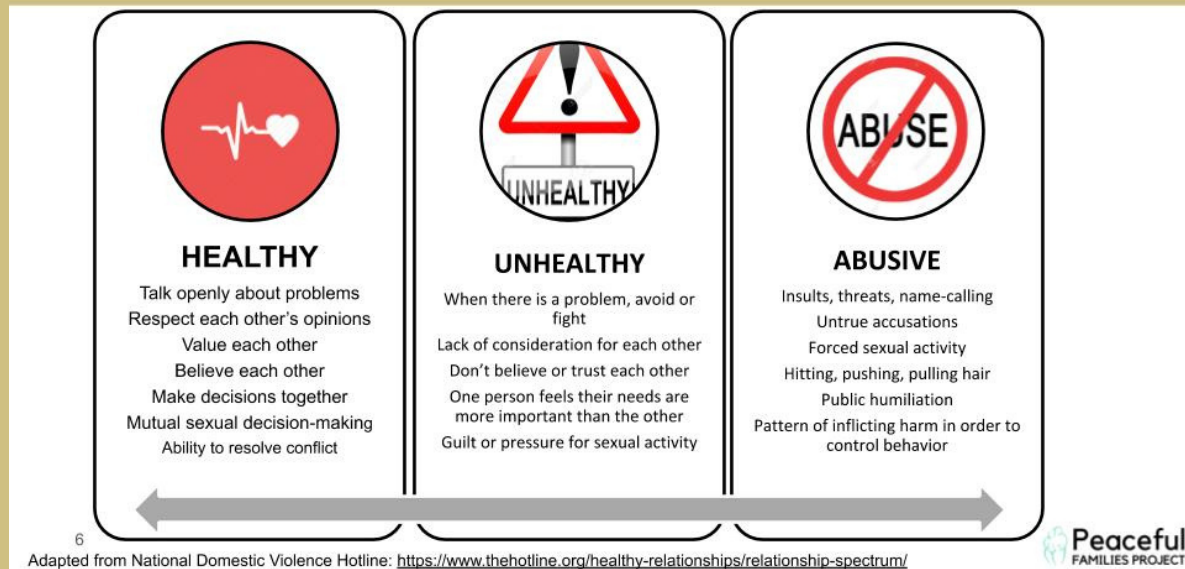 UNHEALTHY
ABUSE
HEALTHY
Talk openly about problems
Respect each other's opinions
Value each other
Believe each other
Make decisions together
Mutual sexual decision-making
Ability to resolve conflict
UNHEALTHY
When there is a problem, avoid or
fight
Lack of consideration for each other
Don't believe or trust each other
One person feels their needs are
more important than the other
Guilt or pressure for sexual activity
ABUSIVE
Insults, threats, name-calling
Untrue accusations
Forced sexual activity
Hitting, pushing, pulling hair
Public humiliation
Pattern of inflicting harm in order to
control behavior
6
Adapted from National Domestic Violence Hotline: https://www.thehotline.org/healthy-relationships/relationship-spectrum/
Peaceful
FAMILIES PROJECT